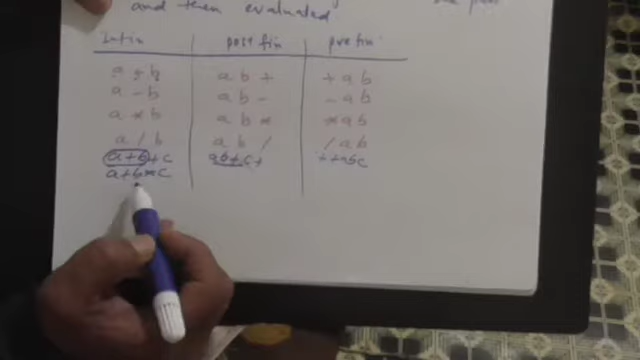 and then evaluated
Infix postfix prefix
a + b a b + + a b
a - b a b - - a b
a * b a b * * a b
a / b a b / / a b
a+b+c ab+c+ ++abc
a+b*c